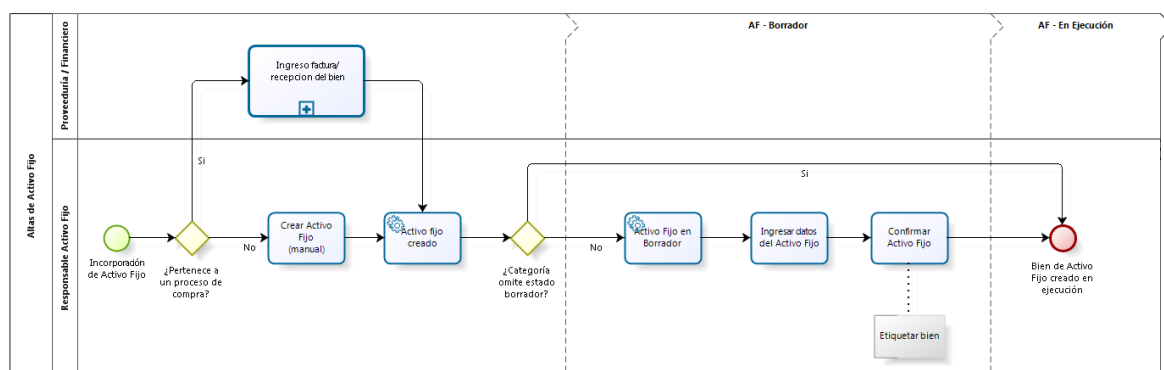 Altas de Activo Fijo
Proveeduría / Financiero
Responsable Activo Fijo
AF - Borrador
AF - En Ejecución
Ingreso factura/
recepcion del bien
Si
Incorporación
de Activo Fijo
¿Pertenece a
un proceso de
compra?
No
Crear Activo
Fijo
(manual)
Activo fijo
creado
¿Categoría
omite estado
borrador?
Si
No
Activo Fijo en
Borrador
Ingresar datos
del Activo Fijo
Confirmar
Activo Fijo
Etiquetar bien
Bien de Activo
Fijo creado en
ejecución